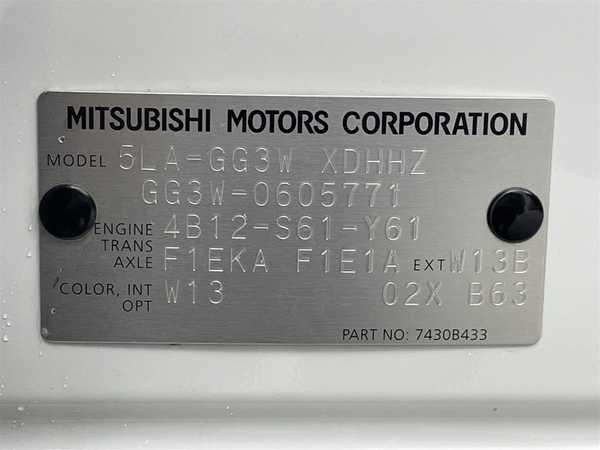 MITSUBISHI MOTORS CORPORATION
MODEL 5LA-GG3W XDHHZ
GG3W-0605771
ENGINE 4B12-S61-Y61
TRANS
AXLE F1EKA F1E1A EXT W13B
COLOR, INT W13 02X B63
OPT
PART NO: 7430B433